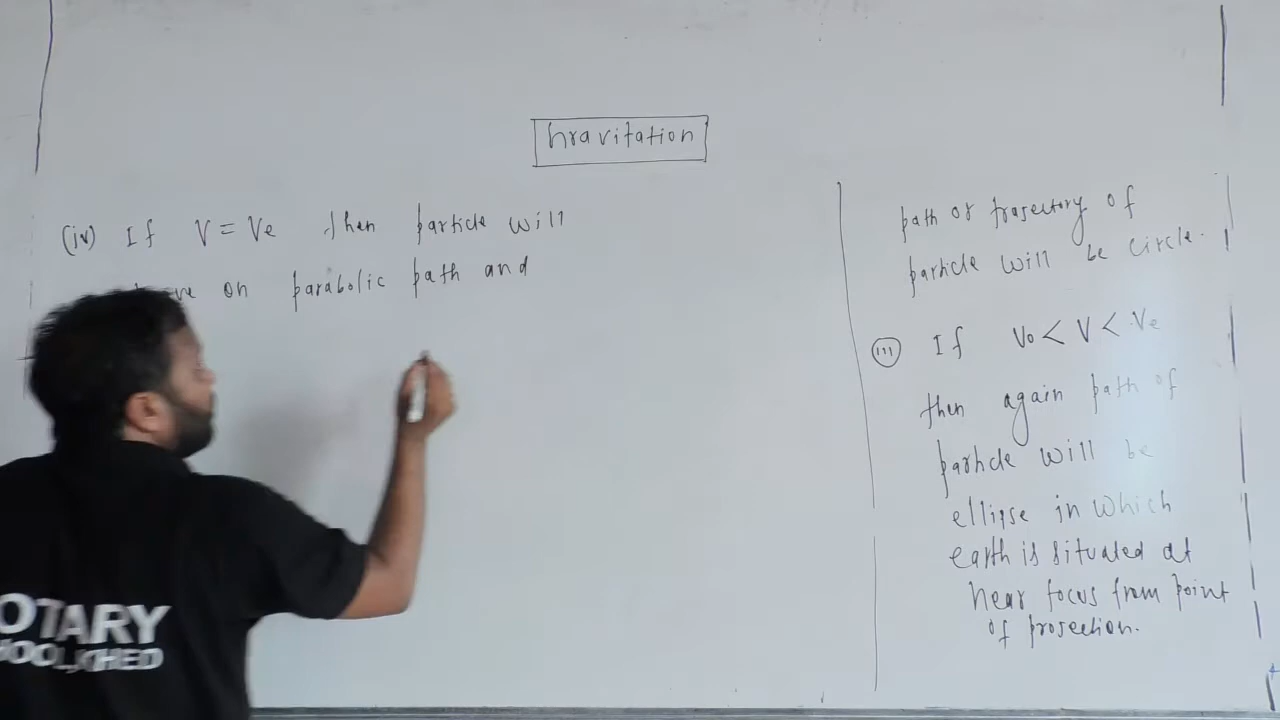 Gravitation
(iv) If V = Ve then particle will
on parabolic path and
path or trajectory of
particle will be circle.
(iii) If Vo < V < Ve
then again path of
particle will be
ellipse in which
earth is situated at
near focus from point
of projection.
OTARY